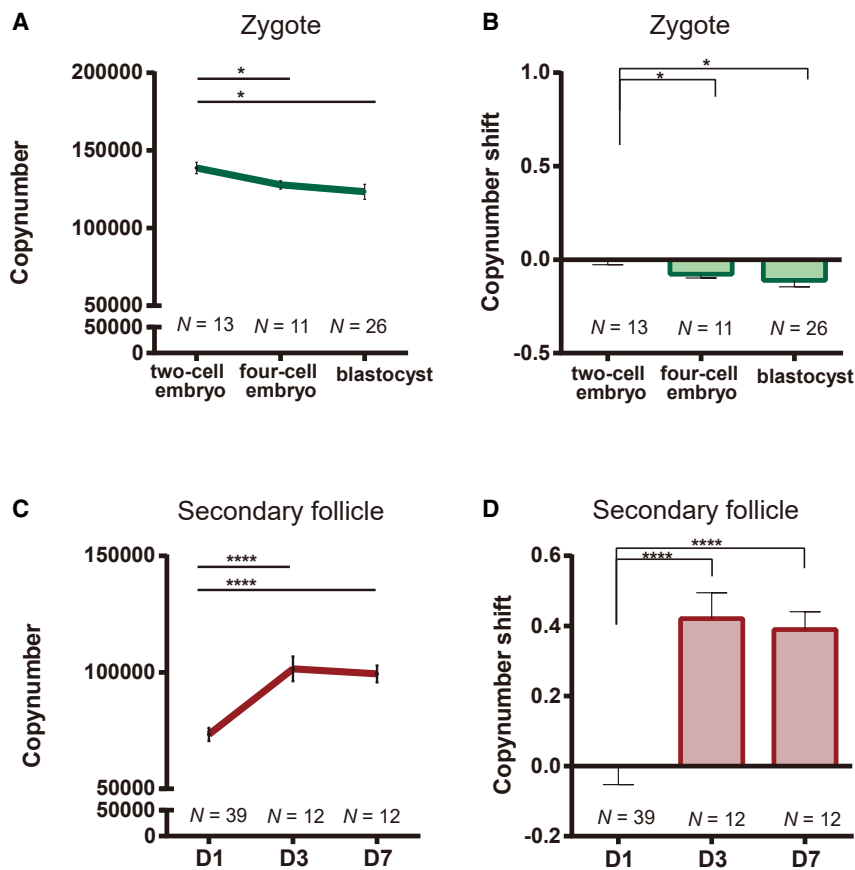 A
Zygote
Copynumber
200000
150000
100000
50000
50000
0
*
*
N = 13 N = 11 N = 26
two-cell embryo
four-cell embryo
blastocyst
B
Zygote
Copynumber shift
1.0
0.5
0.0
-0.5
*
*
N = 13 N = 11 N = 26
two-cell embryo
four-cell embryo
blastocyst
C
Secondary follicle
Copynumber
150000
100000
50000
50000
0
****
****
N = 39 N = 12 N = 12
D1 D3 D7
D
Secondary follicle
Copynumber shift
0.6
0.4
0.2
0.0
-0.2
****
****
N = 39 N = 12 N = 12
D1 D3 D7